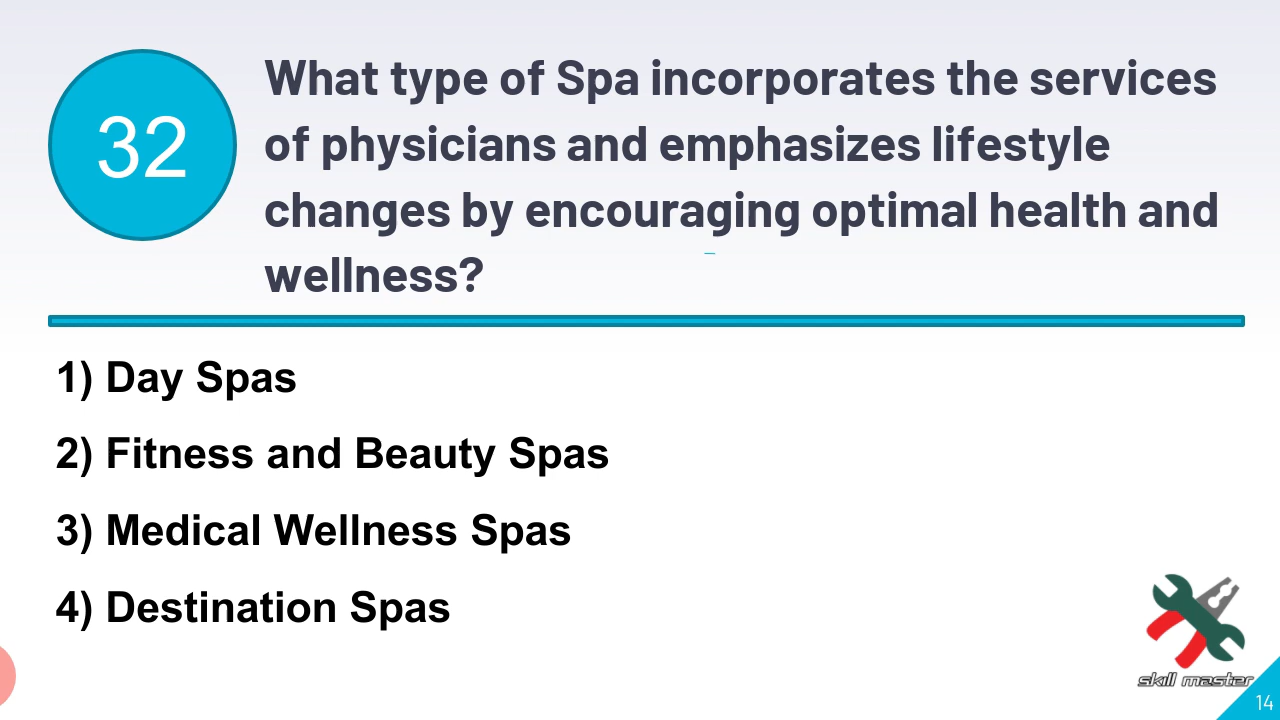 32
What type of Spa incorporates the services
of physicians and emphasizes lifestyle
changes by encouraging optimal health and
wellness?
1) Day Spas
2) Fitness and Beauty Spas
3) Medical Wellness Spas
4) Destination Spas
skill master
14